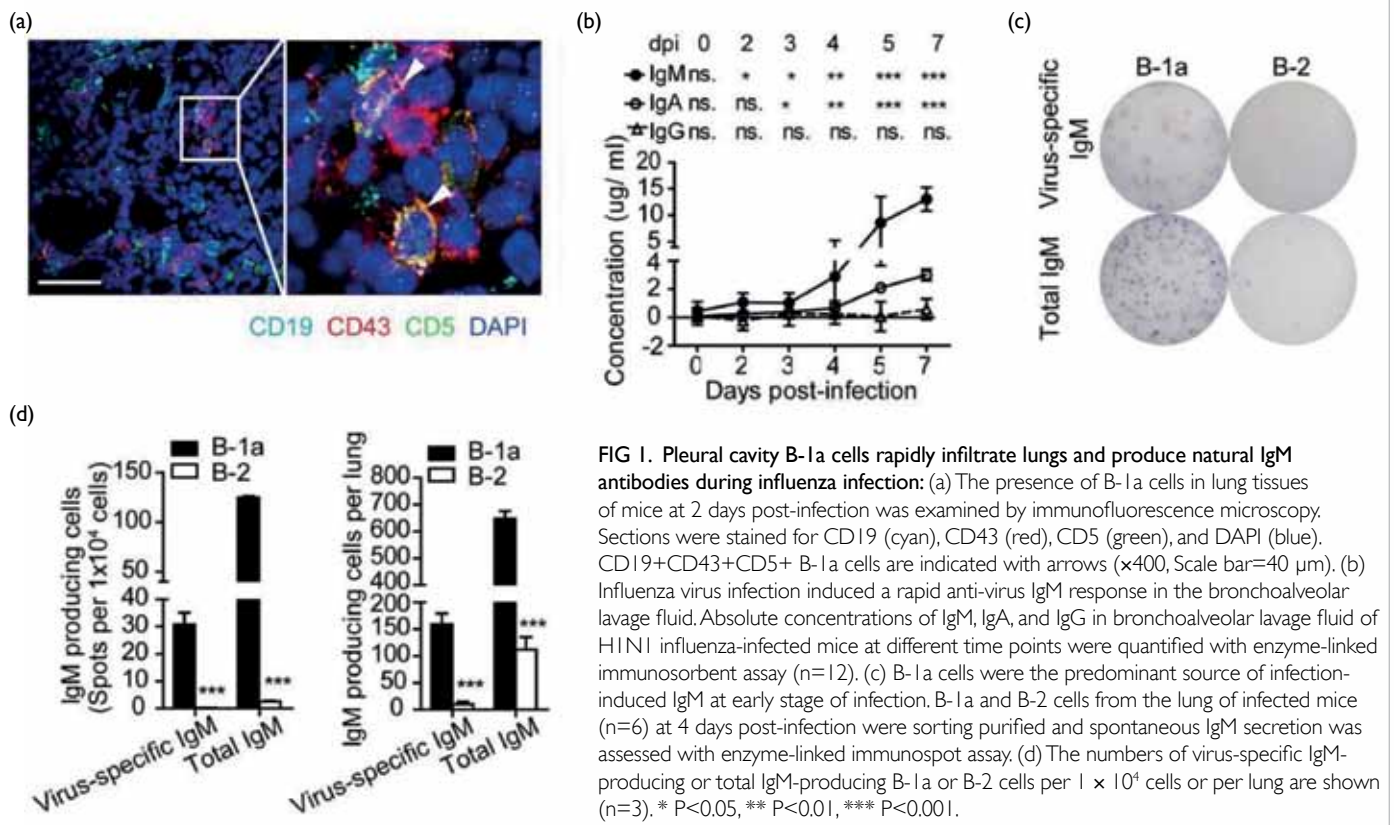 (a)
CD19 CD43 CD5 DAPI
(b)
dpi 0 2 3 4 5 7
IgM ns. * * ** *** ***
IgA ns. ns. * ** *** ***
IgG ns. ns. ns. ns. ns. ns.
Concentration (ug/ ml)
20
15
10
5
4
2
0
-2
0 2 3 4 5 7
Days post-infection
(c)
B-1a B-2
Virus-specific
IgM
Total IgM
(d)
B-1a
B-2
IgM producing cells
(Spots per 1x10⁴ cells)
150
100
50
40
30
20
10
0
*** ***
Virus-specific IgM
Total IgM
B-1a
B-2
IgM producing cells per lung
800
700
600
500
400
200
150
100
50
0
*** ***
Virus-specific IgM
Total IgM
FIG 1. Pleural cavity B-1a cells rapidly infiltrate lungs and produce natural IgM
antibodies during influenza infection: (a) The presence of B-1a cells in lung tissues
of mice at 2 days post-infection was examined by immunofluorescence microscopy.
Sections were stained for CD19 (cyan), CD43 (red), CD5 (green), and DAPI (blue).
CD19+CD43+CD5+ B-1a cells are indicated with arrows (×400, Scale bar=40 µm). (b)
Influenza virus infection induced a rapid anti-virus IgM response in the bronchoalveolar
lavage fluid. Absolute concentrations of IgM, IgA, and IgG in bronchoalveolar lavage fluid of
H1N1 influenza-infected mice at different time points were quantified with enzyme-linked
immunosorbent assay (n=12). (c) B-1a cells were the predominant source of infection-
induced IgM at early stage of infection. B-1a and B-2 cells from the lung of infected mice
(n=6) at 4 days post-infection were sorting purified and spontaneous IgM secretion was
assessed with enzyme-linked immunospot assay. (d) The numbers of virus-specific IgM-
producing or total IgM-producing B-1a or B-2 cells per 1 × 10⁴ cells or per lung are shown
(n=3). * P<0.05, ** P<0.01, *** P<0.001.